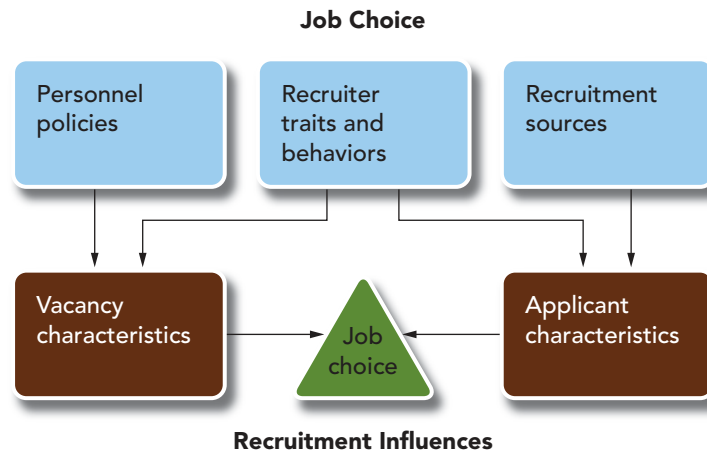 Job Choice
Personnel
policies
Recruiter
traits and
behaviors
Recruitment
sources
Vacancy
characteristics
Job
choice
Applicant
characteristics
Recruitment Influences